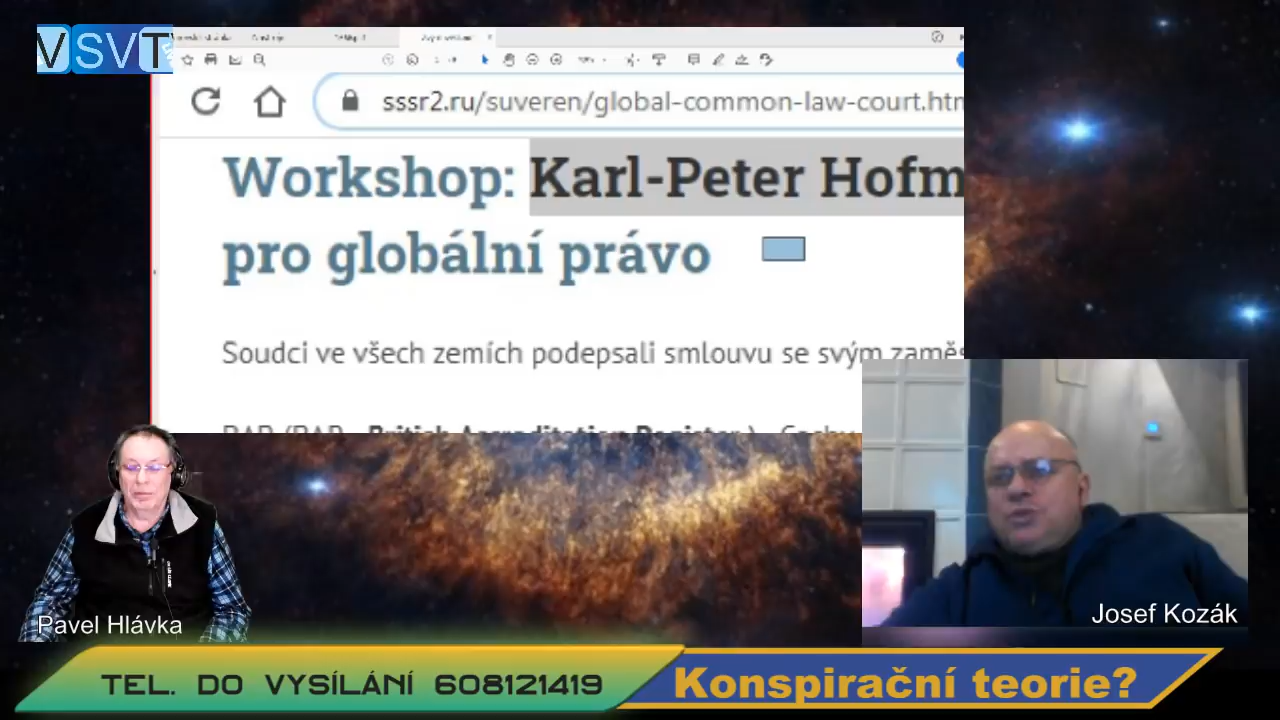 VSVT
sssr2.ru/suveren/global-common-law-court.htm
Workshop: Karl-Peter Hofm
pro globální právo
Soudci ve všech zemích podepsali smlouvu se svým zaměs
Pavel Hlávka
Josef Kozák
TEL. DO VYSÍLÁNÍ 608121419
Konspirační teorie?